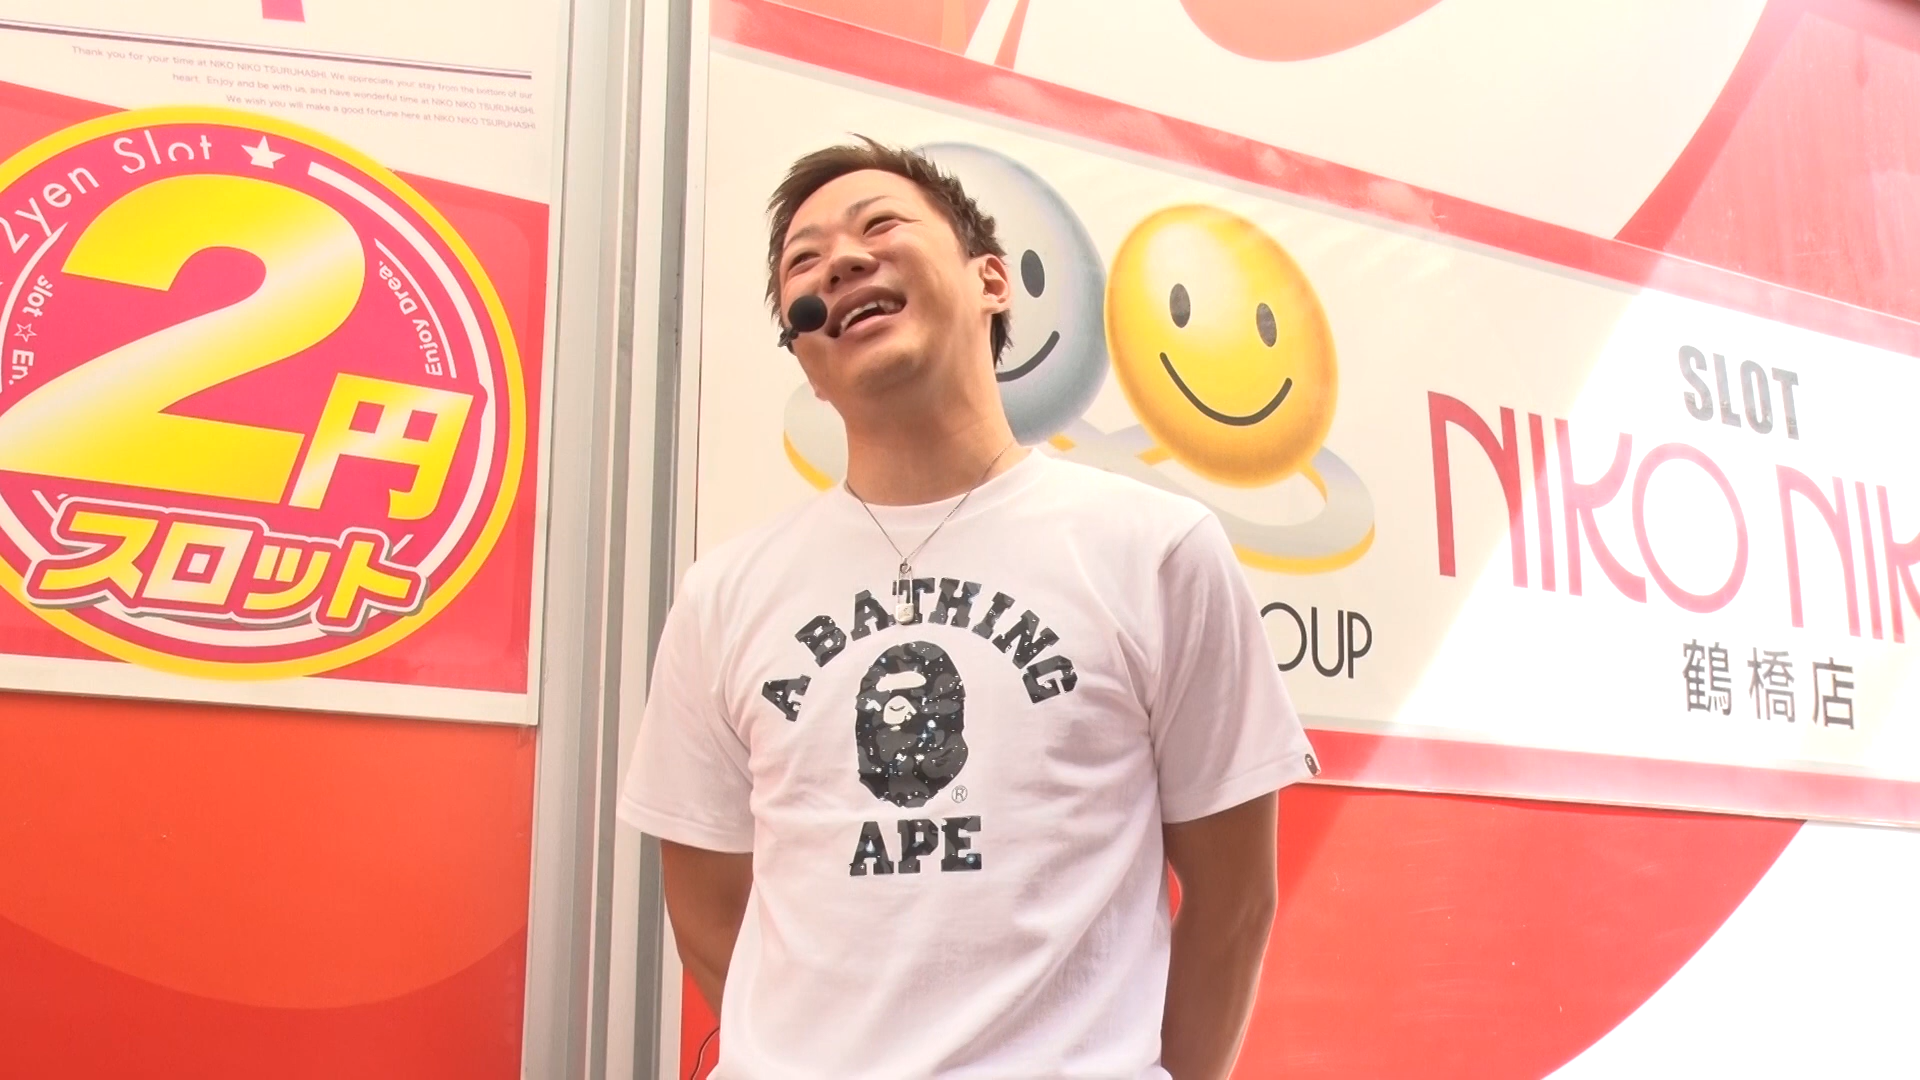 Thank you for your time at NIKO NIKO TSURUHASHI. We appreciate your stay from the bottom of our
heart. Enjoy and be with us, and have wonderful time at NIKO NIKO TSURUHASHI.
We wish you will make a good fortune here at NIKO NIKO TSURUHASHI
2yen Slot ★
Enjoy Drea
slot ☆ En
2円
スロット
A BATHING
APE
®
OUP
SLOT
NIKO NIK
鶴橋店